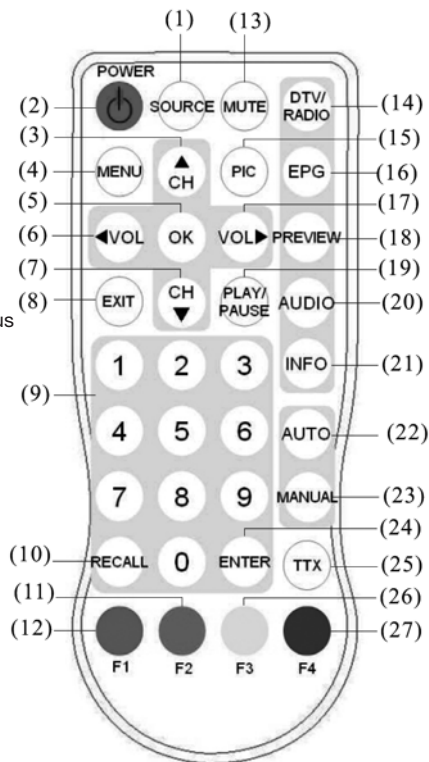 (1) (13)
POWER
(2) SOURCE MUTE DTV/ (14)
RADIO
(3) (15)
(4) MENU ▲ PIC EPG (16)
CH
(5) (17)
(6) ◀VOL OK VOL▶ PREVIEW (18)
(7) (19)
(8) EXIT CH PLAY/ AUDIO (20)
▼ PAUSE
us
1 2 3 INFO (21)
(9)
4 5 6 AUTO (22)
7 8 9 MANUAL (23)
(24)
(10) RECALL 0 ENTER TTX (25)
(11) (26)
(12) (27)
F1 F2 F3 F4